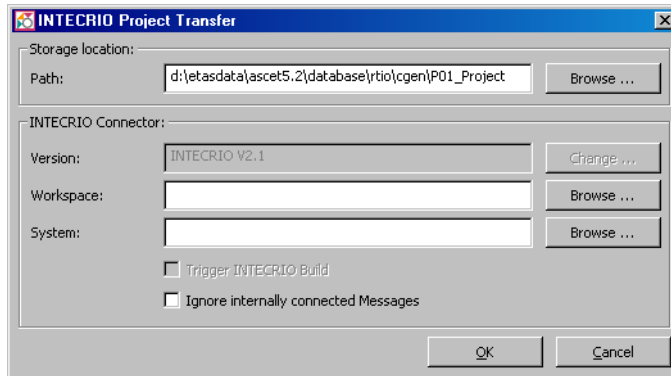 INTECRIO Project Transfer
Storage location:
Path: d:\etasdata\ascet5.2\database\rtio\cgen\P01_Project Browse ...
INTECRIO Connector:
Version: INTECRIO V2.1 Change ...
Workspace: Browse ...
System: Browse ...
Trigger INTECRIO Build
Ignore internally connected Messages
OK Cancel